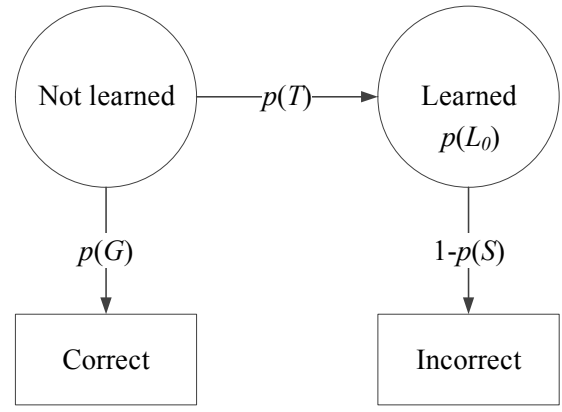 Not learned
p(T)
Learned
p(L₀)
p(G)
1-p(S)
Correct
Incorrect